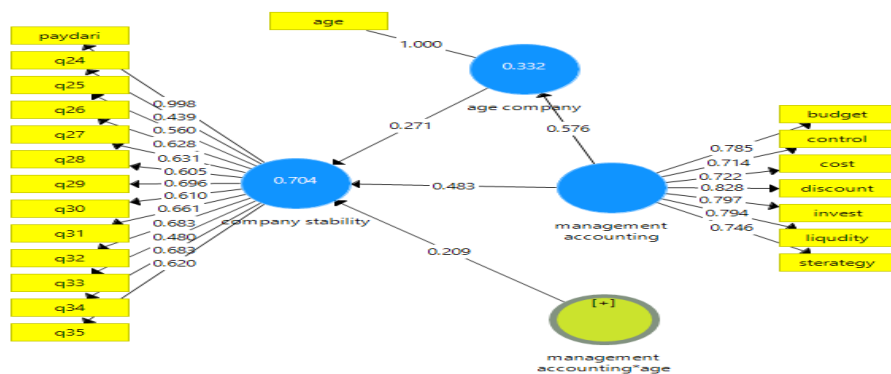 paydari
q24
q25
q26
q27
q28
q29
q30
q31
q32
q33
q34
q35
0.998
0.439
0.560
0.628
0.631
0.605
0.696
0.610
0.661
0.683
0.480
0.683
0.620
0.704
company stability
age
1.000
0.332
age company
0.271
0.576
0.483
0.209
management
accounting
[+]
management
accounting*age
0.785
0.714
0.722
0.828
0.797
0.794
0.746
budget
control
cost
discount
invest
liqudity
sterategy